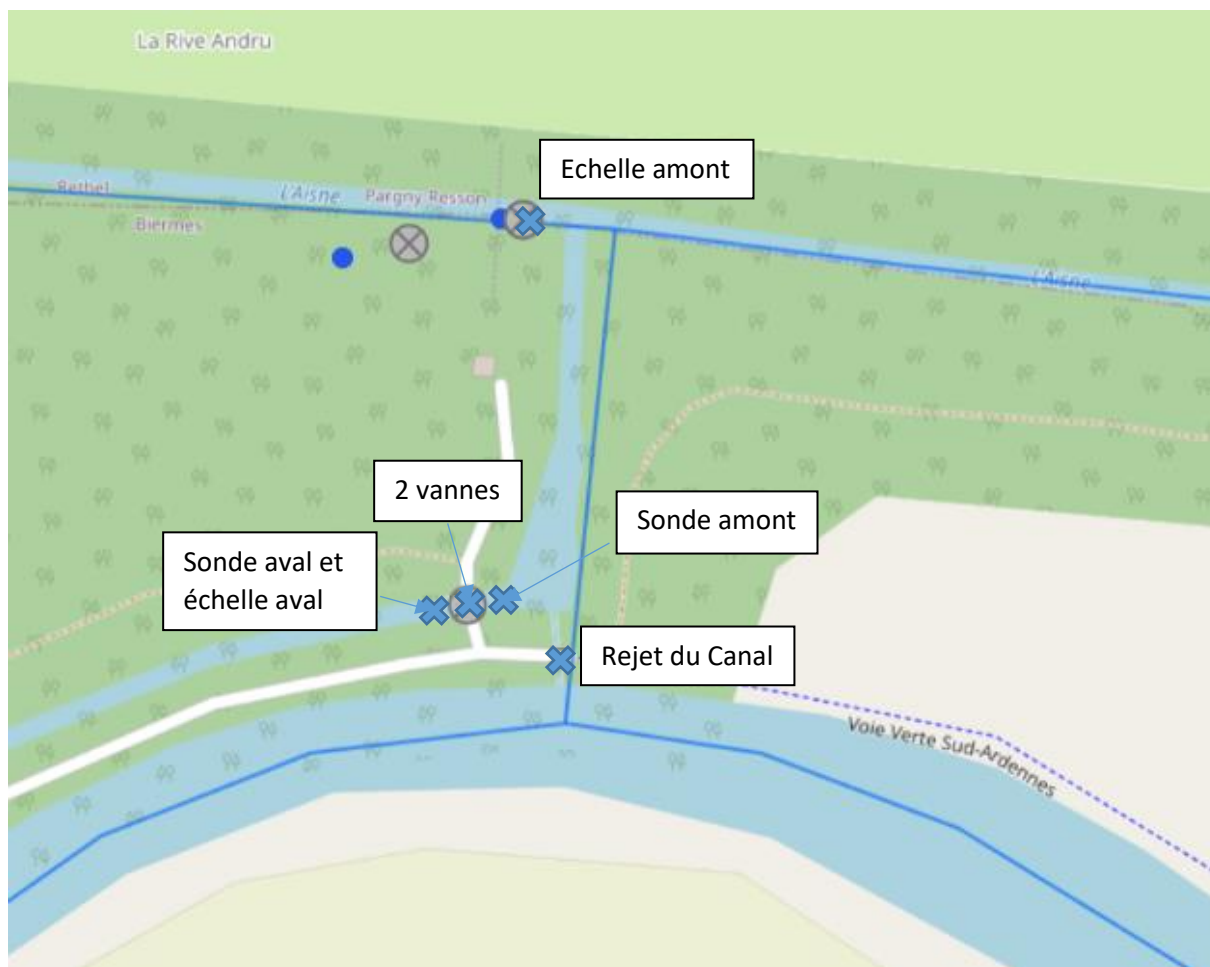 La Rive Andru
Echelle amont
Rethel
L'Aisne
Pargny Resson
Biermes
L'Aisne
2 vannes
Sonde amont
Sonde aval et
échelle aval
Rejet du Canal
Voie Verte Sud-Ardennes